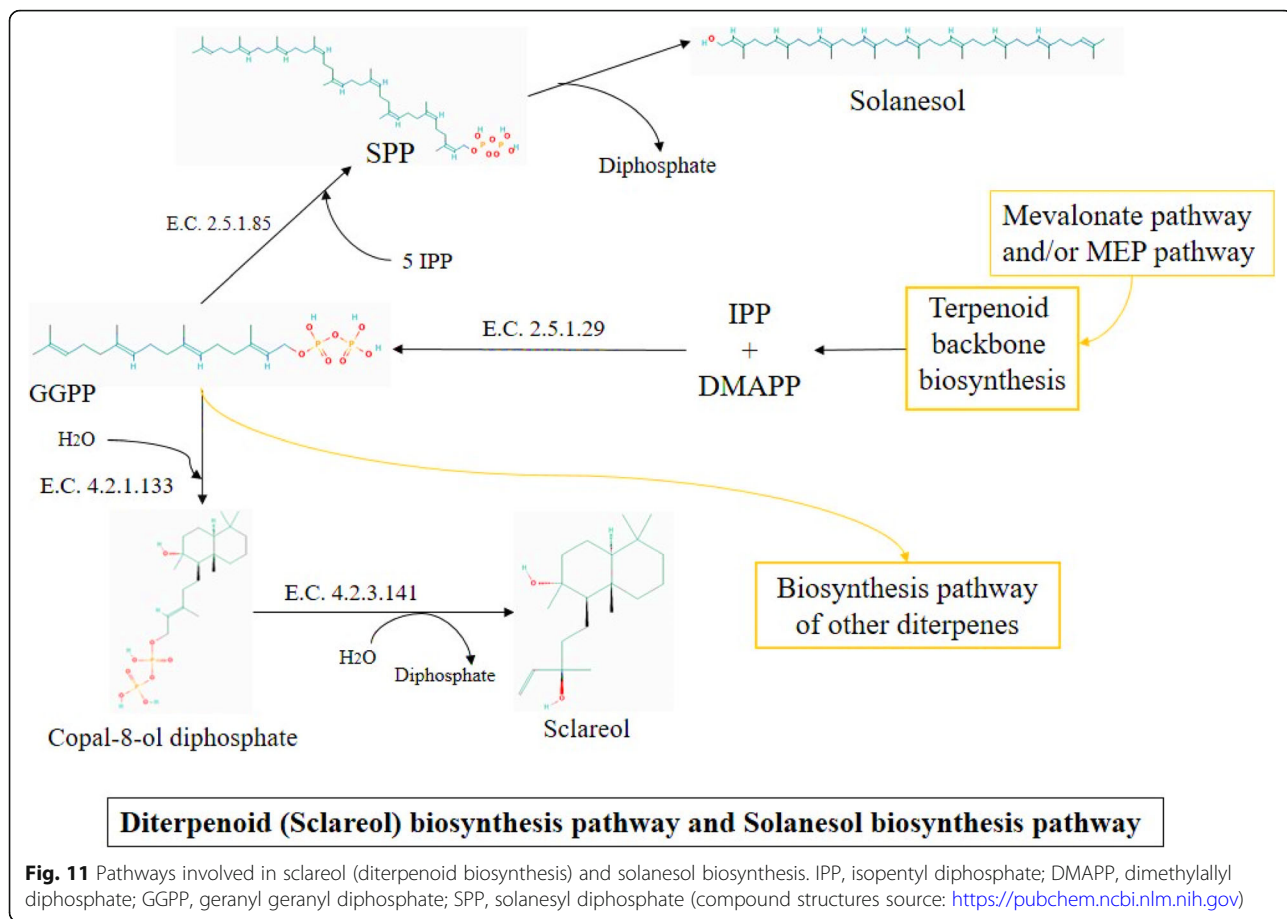 SPP
Solanesol
Diphosphate
E.C. 2.5.1.85
5 IPP
Mevalonate pathway
and/or MEP pathway
Terpenoid
backbone
biosynthesis
IPP
+
DMAPP
E.C. 2.5.1.29
GGPP
H2O
E.C. 4.2.1.133
Copal-8-ol diphosphate
E.C. 4.2.3.141
H2O
Diphosphate
Sclareol
Biosynthesis pathway
of other diterpenes
Diterpenoid (Sclareol) biosynthesis pathway and Solanesol biosynthesis pathway
Fig. 11 Pathways involved in sclareol (diterpenoid biosynthesis) and solanesol biosynthesis. IPP, isopentyl diphosphate; DMAPP, dimethylallyl
diphosphate; GGPP, geranyl geranyl diphosphate; SPP, solanesyl diphosphate (compound structures source: https://pubchem.ncbi.nlm.nih.gov)